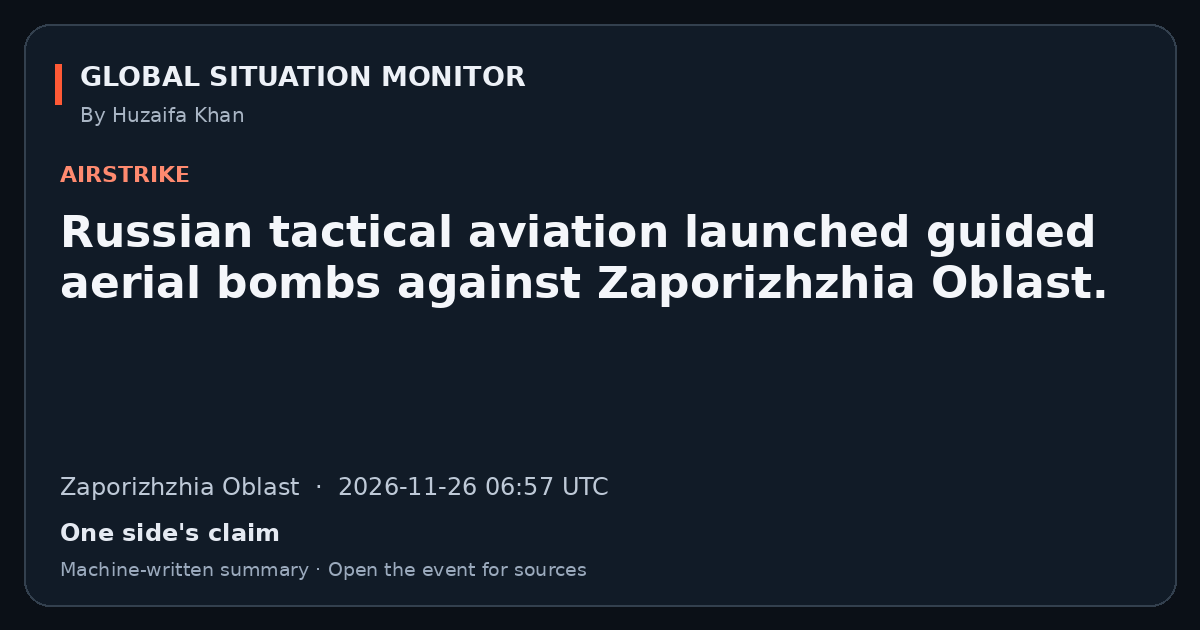 GLOBAL SITUATION MONITOR
By Huzaifa Khan
AIRSTRIKE
Russian tactical aviation launched guided
aerial bombs against Zaporizhzhia Oblast.
Zaporizhzhia Oblast · 2026-11-26 06:57 UTC
One side's claim
Machine-written summary · Open the event for sources